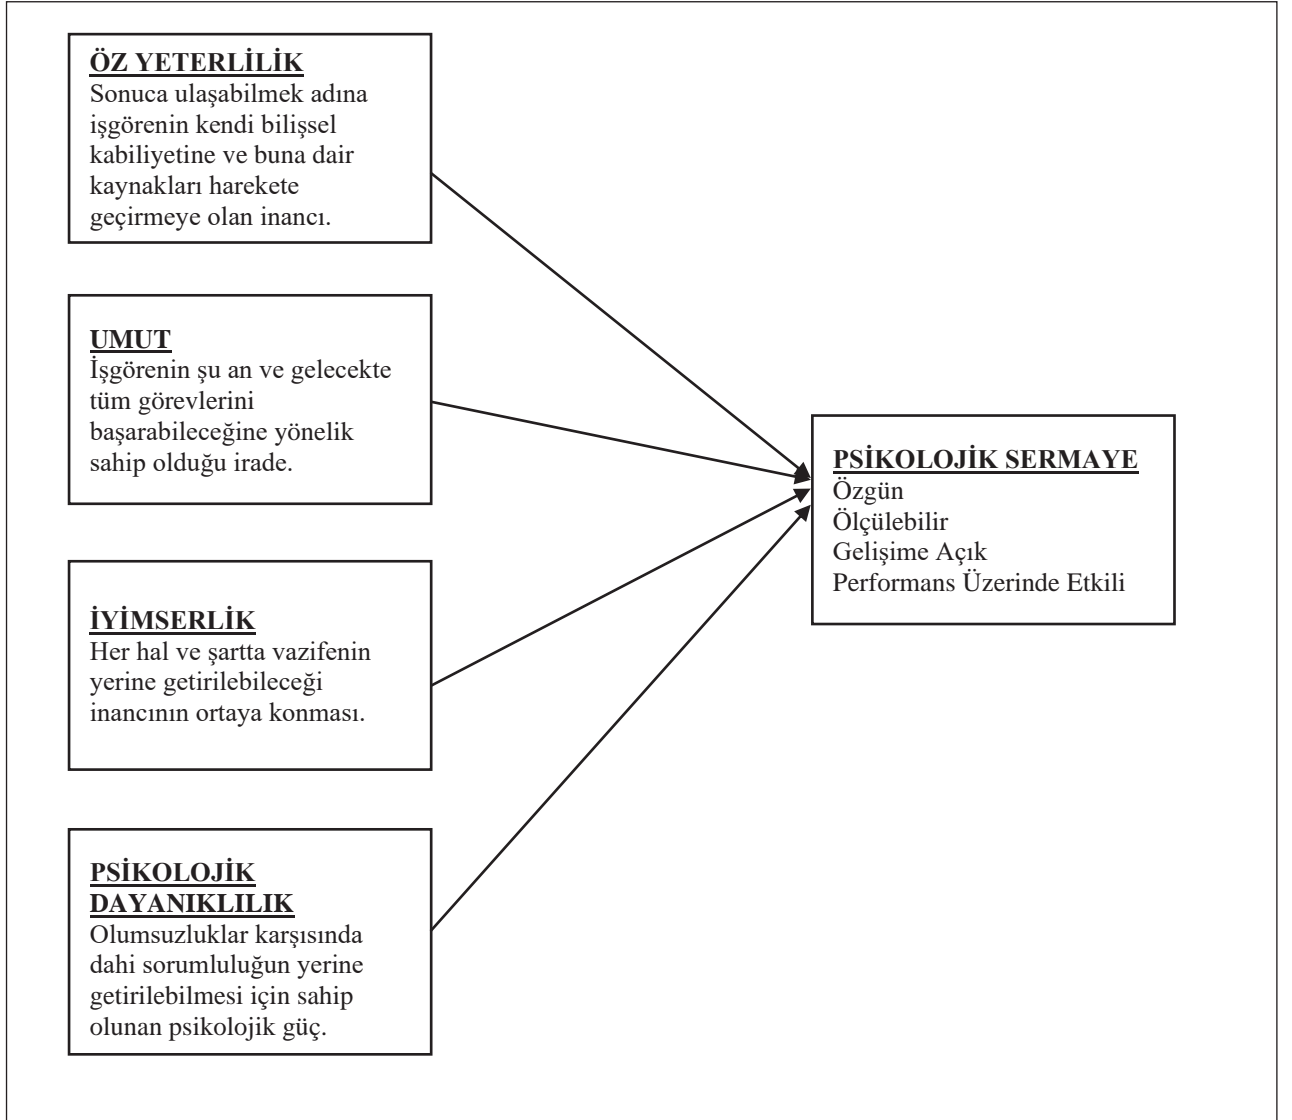 ÖZ YETERLİLİK
Sonuca ulaşabilmek adına
işgörenin kendi bilişsel
kabiliyetine ve buna dair
kaynakları harekete
geçirmeye olan inancı.
UMUT
İşgörenin şu an ve gelecekte
tüm görevlerini
başarabileceğine yönelik
sahip olduğu irade.
İYİMSERLİK
Her hal ve şartta vazifenin
yerine getirilebileceği
inancının ortaya konması.
PSİKOLOJİK
DAYANIKLILIK
Olumsuzluklar karşısında
dahi sorumluluğun yerine
getirilebilmesi için sahip
olunan psikolojik güç.
PSİKOLOJİK SERMAYE
Özgün
Ölçülebilir
Gelişime Açık
Performans Üzerinde Etkili